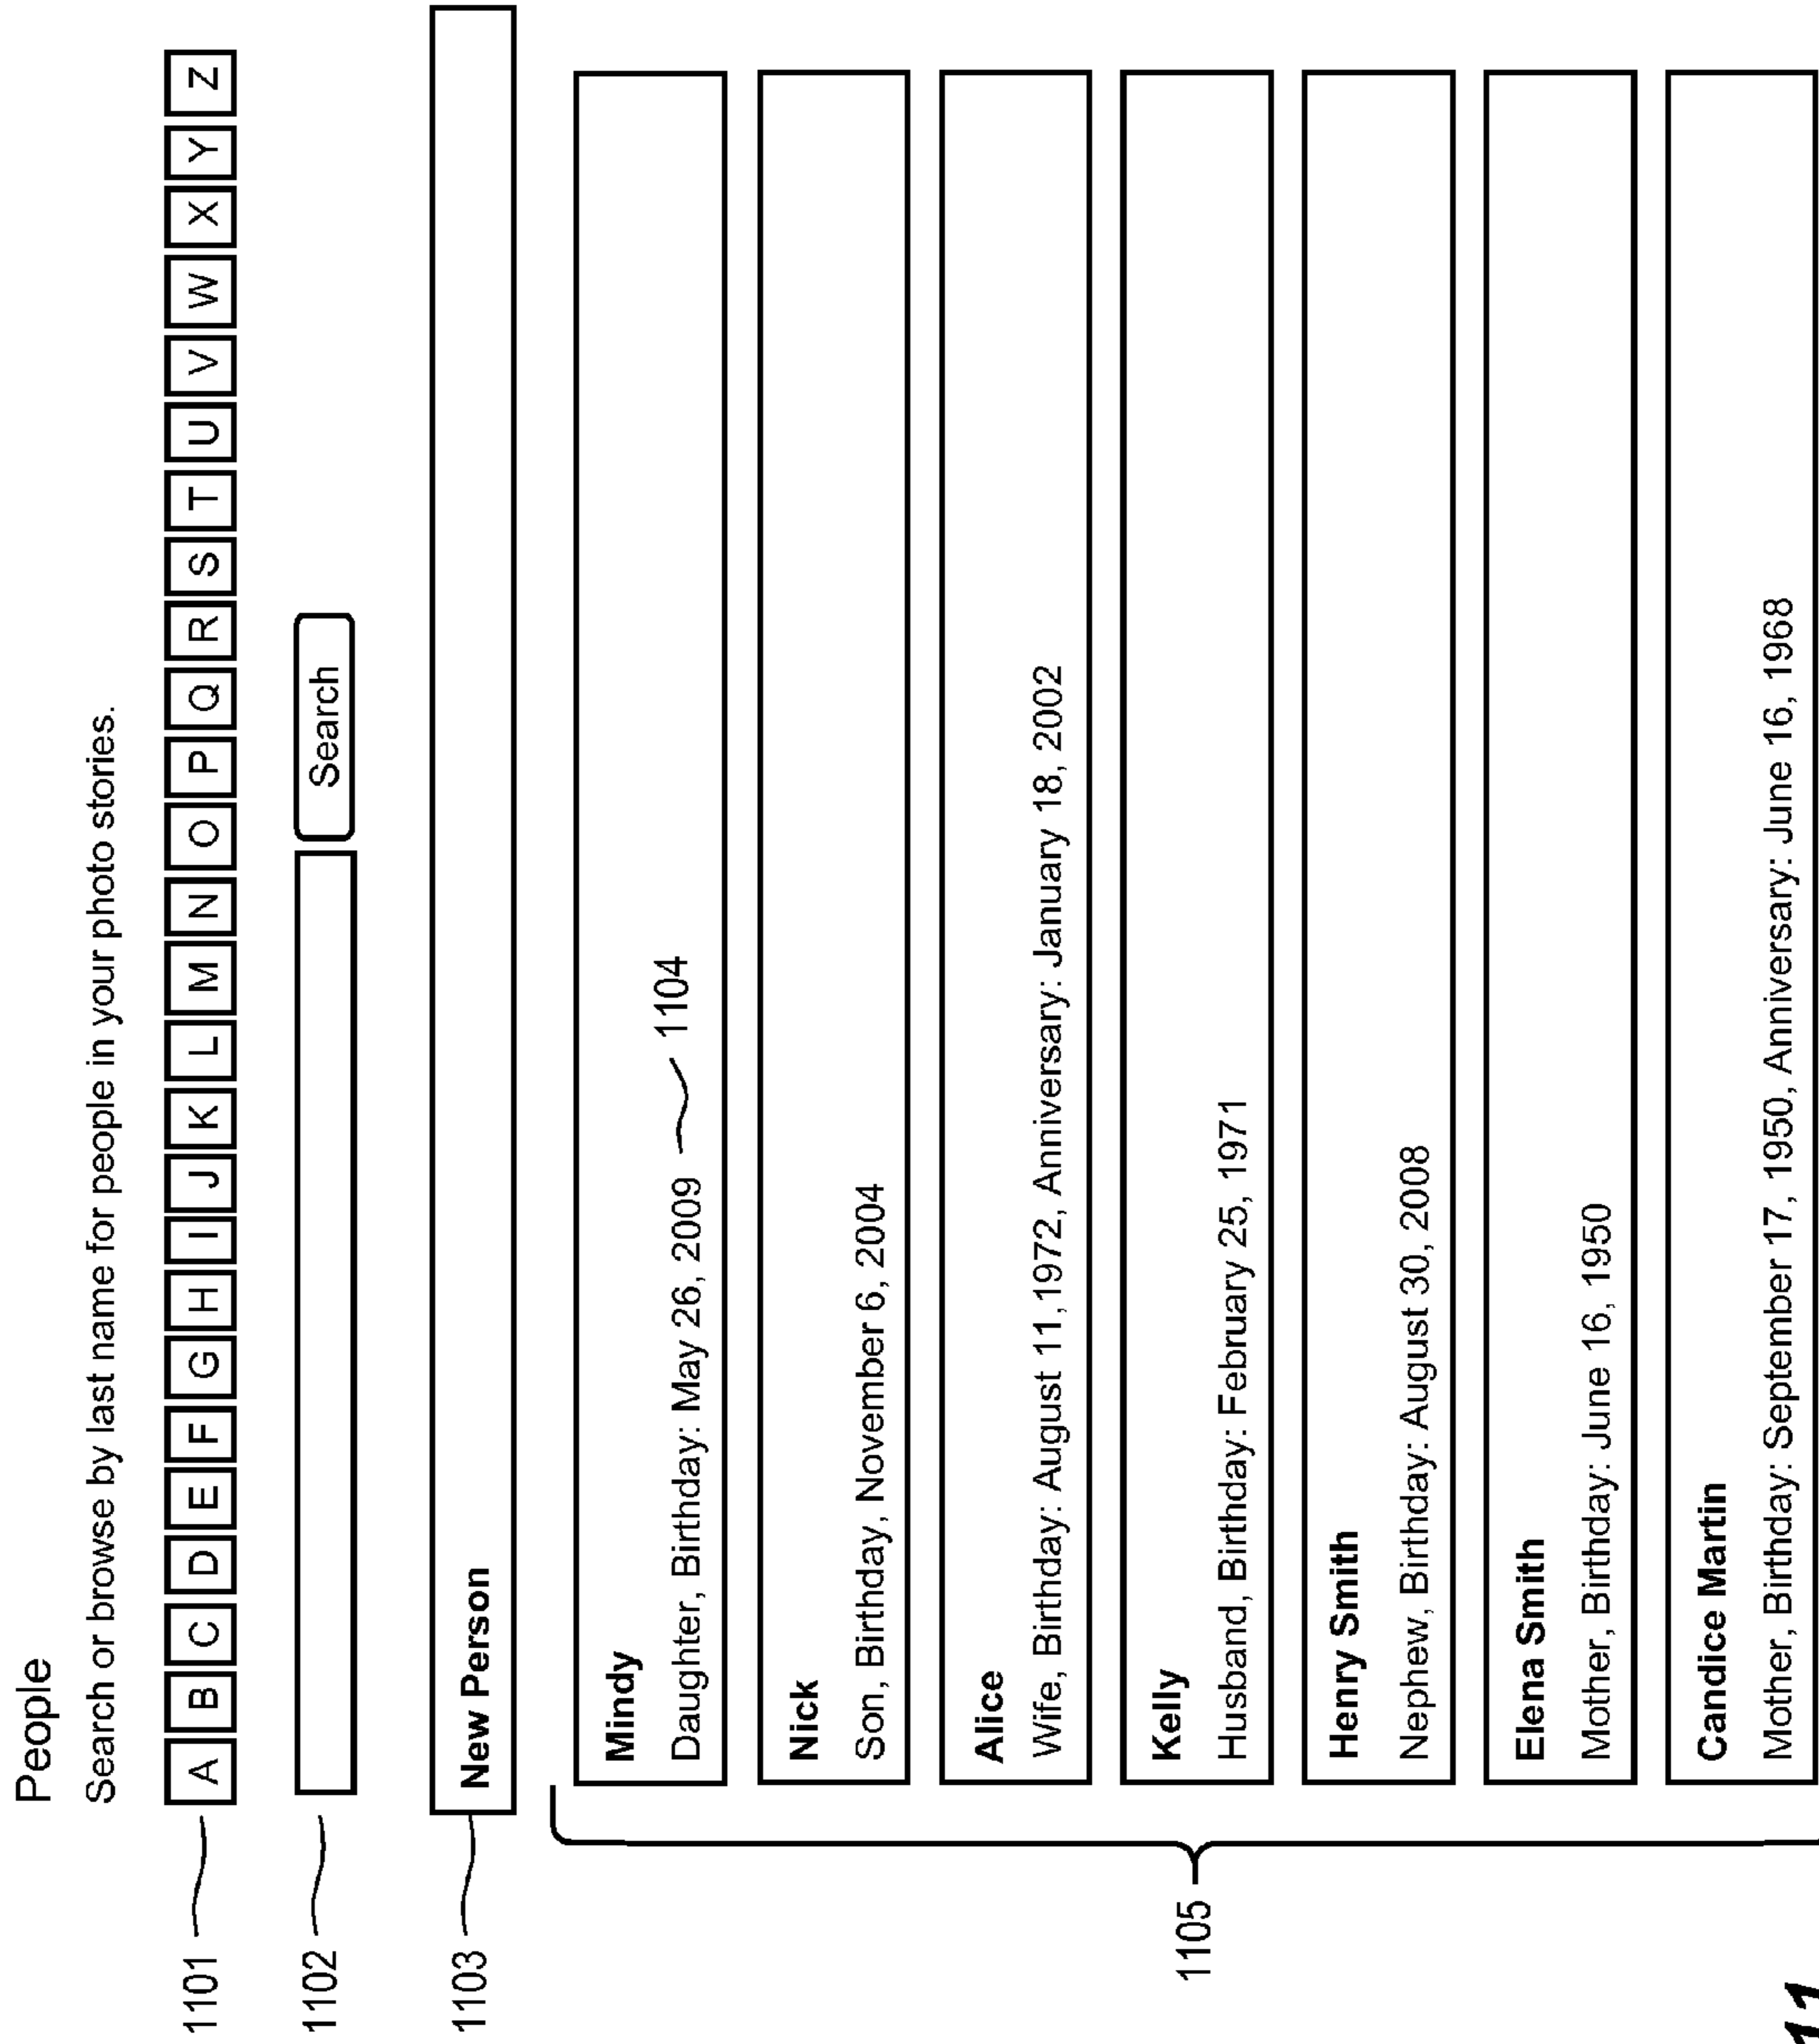 People
Search or browse by last name for people in your photo stories.
1101 A B C D E F G H I J K L M N O P Q R S T U V W X Y Z
1102 Search
1103 New Person
1105
Mindy
Daughter, Birthday: May 26, 2009 1104
Nick
Son, Birthday, November 6, 2004
Alice
Wife, Birthday: August 11,1972, Anniversary: January 18, 2002
Kelly
Husband, Birthday: February 25, 1971
Henry Smith
Nephew, Birthday: August 30, 2008
Elena Smith
Mother, Birthday: June 16, 1950
Candice Martin
Mother, Birthday: September 17, 1950, Anniversary: June 16, 1968
11